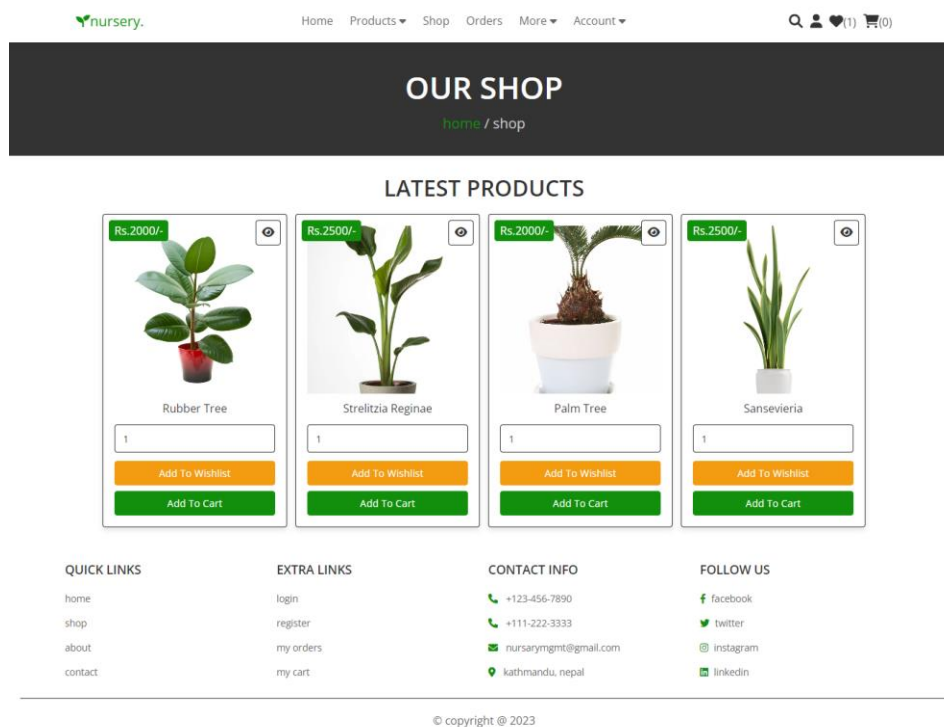 nursery.
Home Products Shop Orders More Account
(1) (0)
OUR SHOP
home / shop
LATEST PRODUCTS
Rs.2000/- Rs.2500/- Rs.2000/- Rs.2500/-
Rubber Tree Strelitzia Reginae Palm Tree Sansevieria
1 1 1 1
Add To Wishlist Add To Wishlist Add To Wishlist Add To Wishlist
Add To Cart Add To Cart Add To Cart Add To Cart
QUICK LINKS EXTRA LINKS CONTACT INFO FOLLOW US
home login +123-456-7890 facebook
shop register +111-222-3333 twitter
about my orders nursarymgmt@gmail.com instagram
contact my cart kathmandu, nepal linkedin
© copyright @ 2023